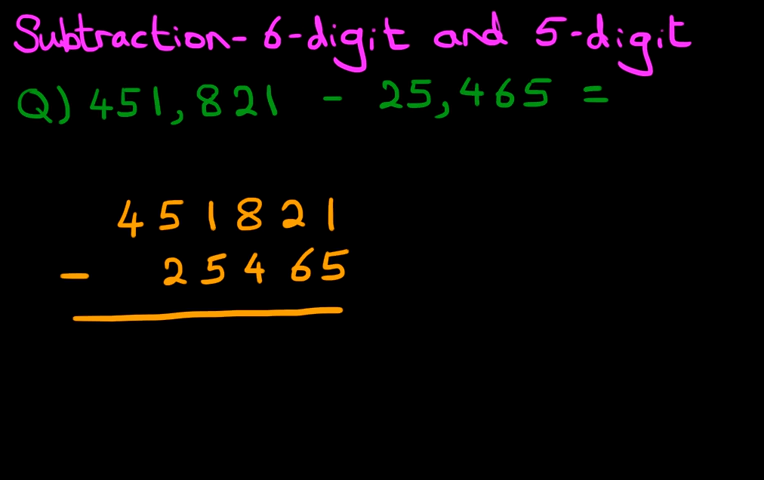 Subtraction- 6-digit and 5-digit
Q) 451,821 - 25,465 =
451821
- 25465